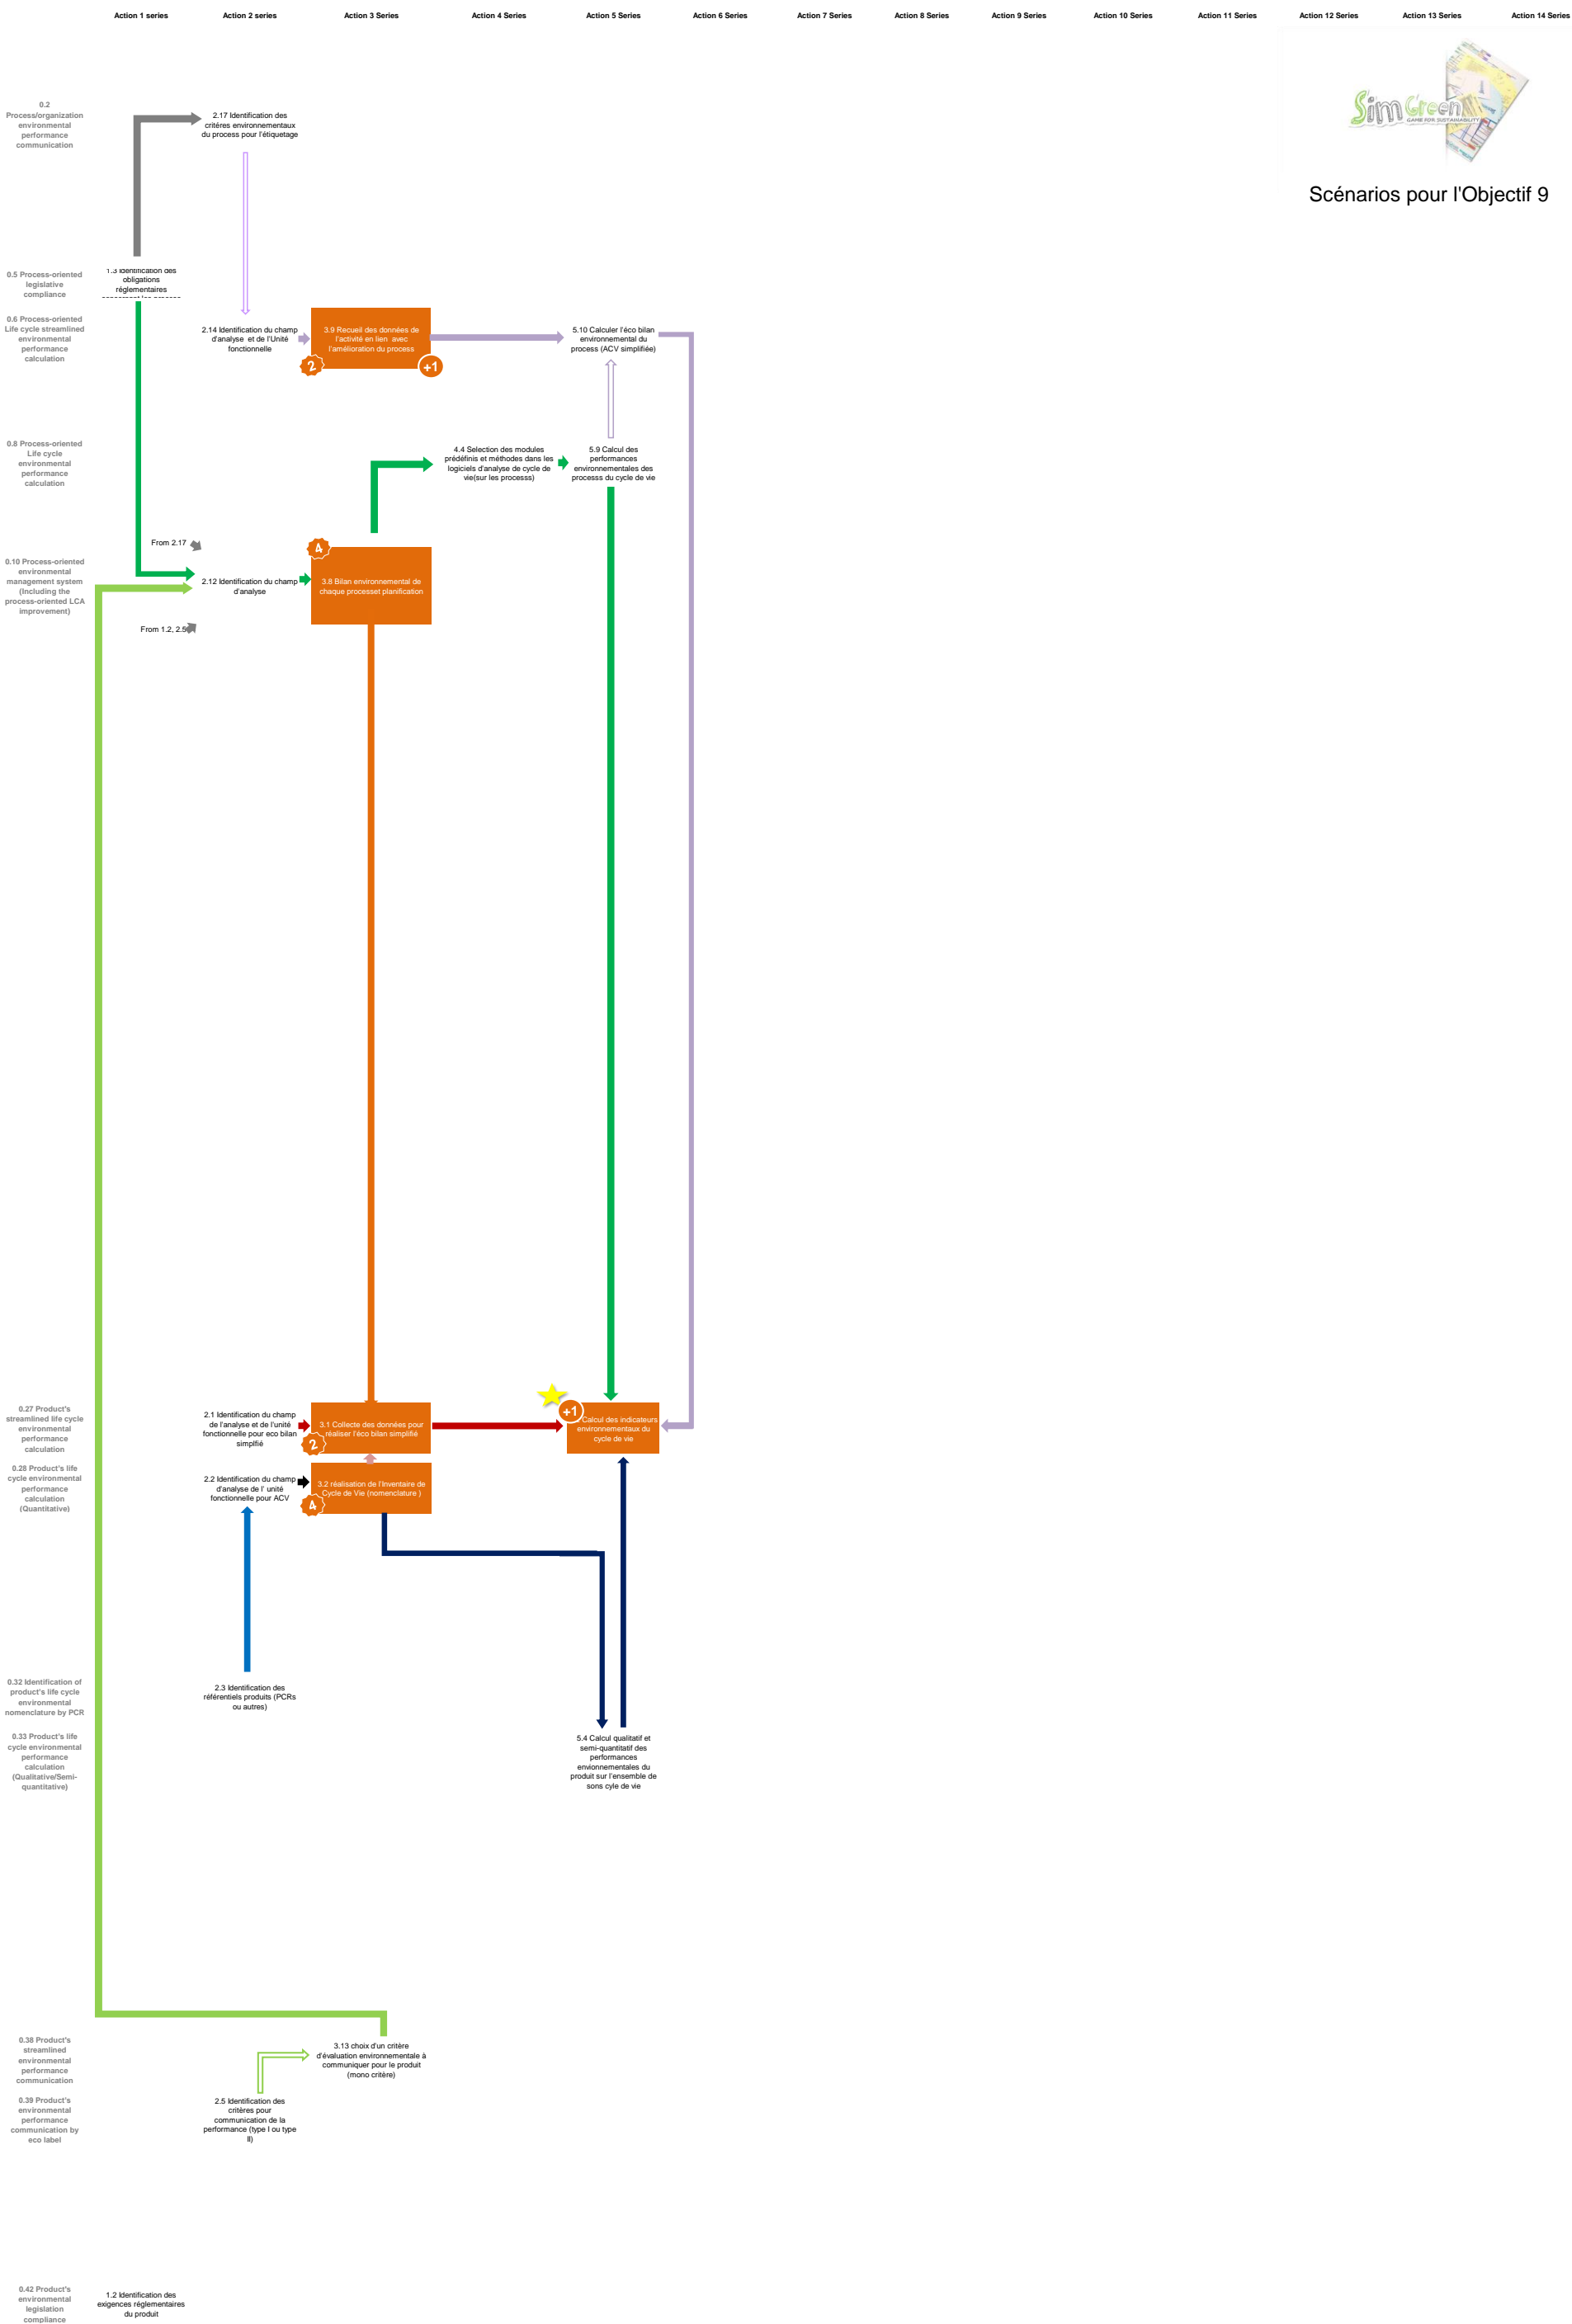 Action 1 series
Action 2 series
Action 3 Series
Action 4 Series
Action 5 Series
Action 6 Series
Action 7 Series
Action 8 Series
Action 9 Series
Action 10 Series
Action 11 Series
Action 12 Series
Action 13 Series
Action 14 Series
Sim Green
GAME FOR SUSTAINABILITY
Scénarios pour l'Objectif 9
0.2
Process/organization
environmental
performance
communication
2.17 Identification des
critéres environnementaux
du process pour l'étiquetage
0.5 Process-oriented
legislative
compliance
1.3 Identification des
obligations
réglementaires
0.6 Process-oriented
Life cycle streamlined
environmental
performance
calculation
2.14 Identification du champ
d'analyse et de l'Unité
fonctionnelle
3.9 Recueil des données de
l'activité en lien avec
l'amélioration du process
2
+1
5.10 Calculer l'éco bilan
environmental du
process (ACV simplifiée)
0.8 Process-oriented
Life cycle
environmental
performance
calculation
4.4 Selection des modules
prédéfinis et méthodes dans les
logiciels d'analyse de cycle de
vie(sur les processs)
5.9 Calcul des
performances
environnementales des
processs du cycle de vie
From 2.17
0.10 Process-oriented
environmental
management system
(Including the
process-oriented LCA
improvement)
2.12 Identification du champ
d'analyse
4
3.8 Bilan environnemental de
chaque processet planification
From 1.2, 2.5
0.27 Product's
streamlined life cycle
environmental
performance
calculation
2.1 Identification du champ
de l'analyse et de l'unité
fonctionnelle pour eco bilan
simplfié
3.1 Collecte des données pour
réaliser l'éco bilan simplifié
2
+1
Calcul des indicateurs
environnementaux du
cycle de vie
0.28 Product's life
cycle environmental
performance
calculation
(Quantitative)
2.2 Identification du champ
d'analyse de l' unité
fonctionnelle pour ACV
3.2 réalisation de l'Inventaire de
Cycle de Vie (nomenclature )
4
0.32 Identification of
product's life cycle
environmental
nomenclature by PCR
2.3 Identification des
référentiels produits (PCRs
ou autres)
0.33 Product's life
cycle environmental
performance
calculation
(Qualitative/Semi-
quantitative)
5.4 Calcul qualitatif et
semi-quantitatif des
performances
envionnementales du
produit sur l'ensemble de
sons cyle de vie
0.38 Product's
streamlined
environmental
performance
communication
3.13 choix d'un critère
d'évaluation environnementale à
communiquer pour le produit
(mono critère)
0.39 Product's
environmental
performance
communication by
eco label
2.5 Identification des
critères pour
communication de la
performance (type I ou type
II)
0.42 Product's
environmental
legislation
compliance
1.2 Identification des
exigences réglementaires
du produit